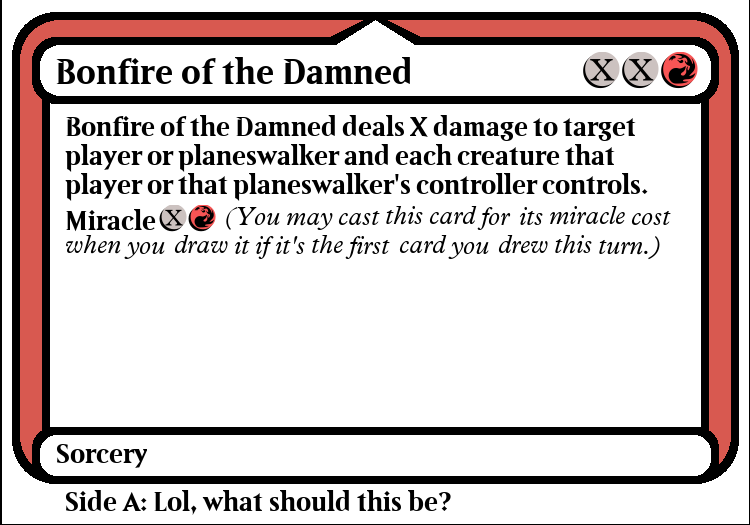 Bonfire of the Damned X X
Bonfire of the Damned deals X damage to target
player or planeswalker and each creature that
player or that planeswalker's controller controls.
Miracle X (You may cast this card for its miracle cost
when you draw it if it's the first card you drew this turn.)
Sorcery
Side A: Lol, what should this be?